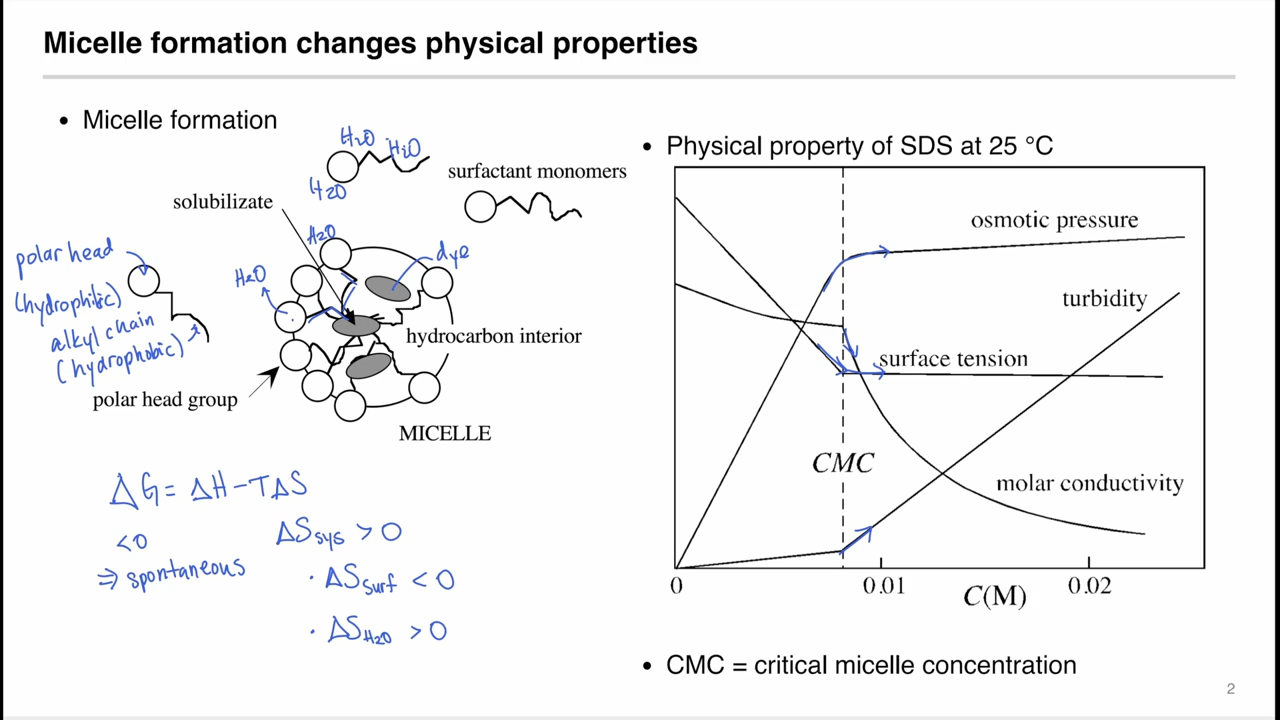 Micelle formation changes physical properties
• Micelle formation
H2O H2O
H2O
surfactant monomers
solubilizate
H2O
polar head
dye
H2O
(hydrophilic)
alkyl chain
(hydrophobic)
hydrocarbon interior
polar head group
MICELLE
ΔG = ΔH - TΔS
<0
⇒ spontaneous
ΔSsys > 0
· ΔSsurf < 0
· ΔSH2O > 0
• Physical property of SDS at 25 °C
osmotic pressure
turbidity
surface tension
CMC
molar conductivity
0 0.01 0.02
C(M)
• CMC = critical micelle concentration
2